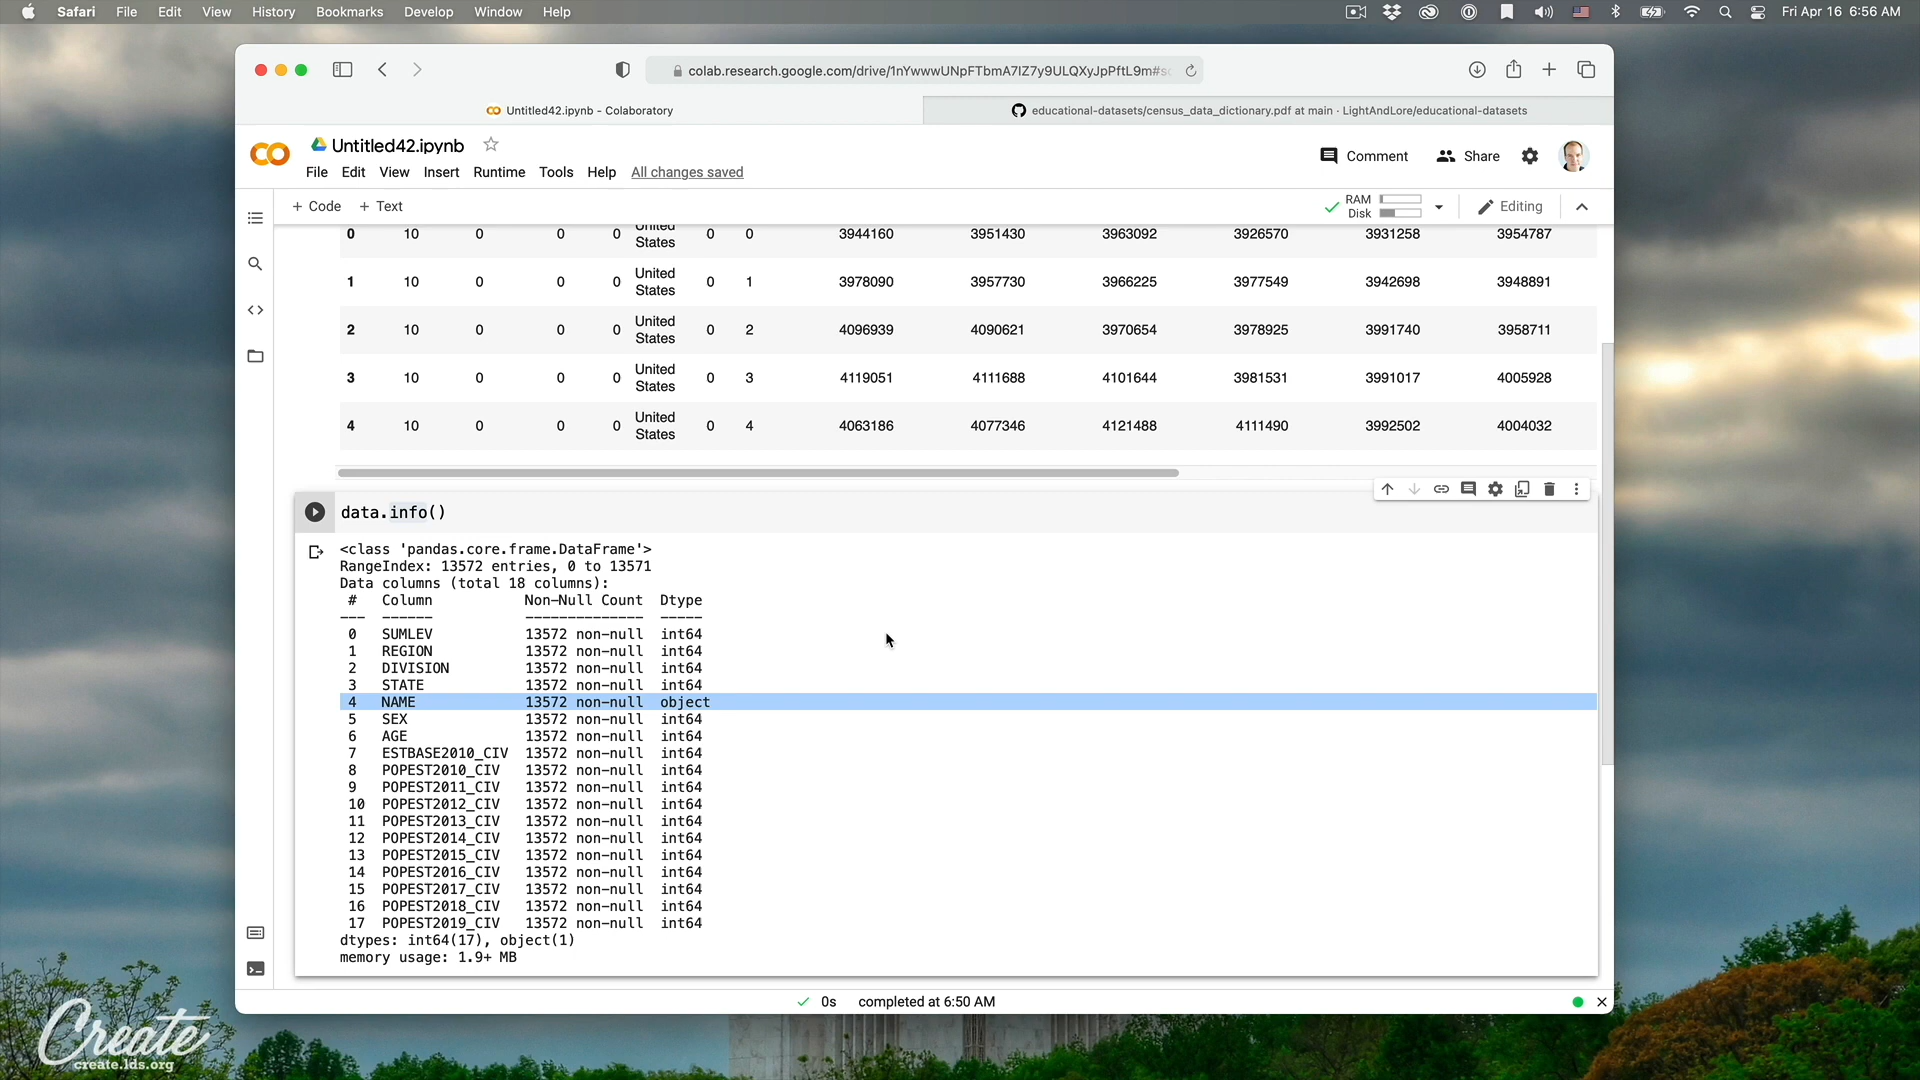 Safari File Edit View History Bookmarks Develop Window Help Fri Apr 16 6:56 AM
colab.research.google.com/drive/1nYwwwUNpFTbmA7IZ7y9ULQXyJpPftL9m#sc
Untitled42.ipynb - Colaboratory educational-datasets/census_data_dictionary.pdf at main · LightAndLore/educational-datasets
Untitled42.ipynb
Comment Share
File Edit View Insert Runtime Tools Help All changes saved
+ Code + Text RAM Disk Editing
0 10 0 0 0 United States 0 0 3944160 3951430 3963092 3926570 3931258 3954787
1 10 0 0 0 United States 0 1 3978090 3957730 3966225 3977549 3942698 3948891
2 10 0 0 0 United States 0 2 4096939 4090621 3970654 3978925 3991740 3958711
3 10 0 0 0 United States 0 3 4119051 4111688 4101644 3981531 3991017 4005928
4 10 0 0 0 United States 0 4 4063186 4077346 4121488 4111490 3992502 4004032
data.info()
<class 'pandas.core.frame.DataFrame'>
RangeIndex: 13572 entries, 0 to 13571
Data columns (total 18 columns):
# Column Non-Null Count Dtype
--- ------ -------------- -----
0 SUMLEV 13572 non-null int64
1 REGION 13572 non-null int64
2 DIVISION 13572 non-null int64
3 STATE 13572 non-null int64
4 NAME 13572 non-null object
5 SEX 13572 non-null int64
6 AGE 13572 non-null int64
7 ESTBASE2010_CIV 13572 non-null int64
8 POPEST2010_CIV 13572 non-null int64
9 POPEST2011_CIV 13572 non-null int64
10 POPEST2012_CIV 13572 non-null int64
11 POPEST2013_CIV 13572 non-null int64
12 POPEST2014_CIV 13572 non-null int64
13 POPEST2015_CIV 13572 non-null int64
14 POPEST2016_CIV 13572 non-null int64
15 POPEST2017_CIV 13572 non-null int64
16 POPEST2018_CIV 13572 non-null int64
17 POPEST2019_CIV 13572 non-null int64
dtypes: int64(17), object(1)
memory usage: 1.9+ MB
0s completed at 6:50 AM
Create
create.lds.org